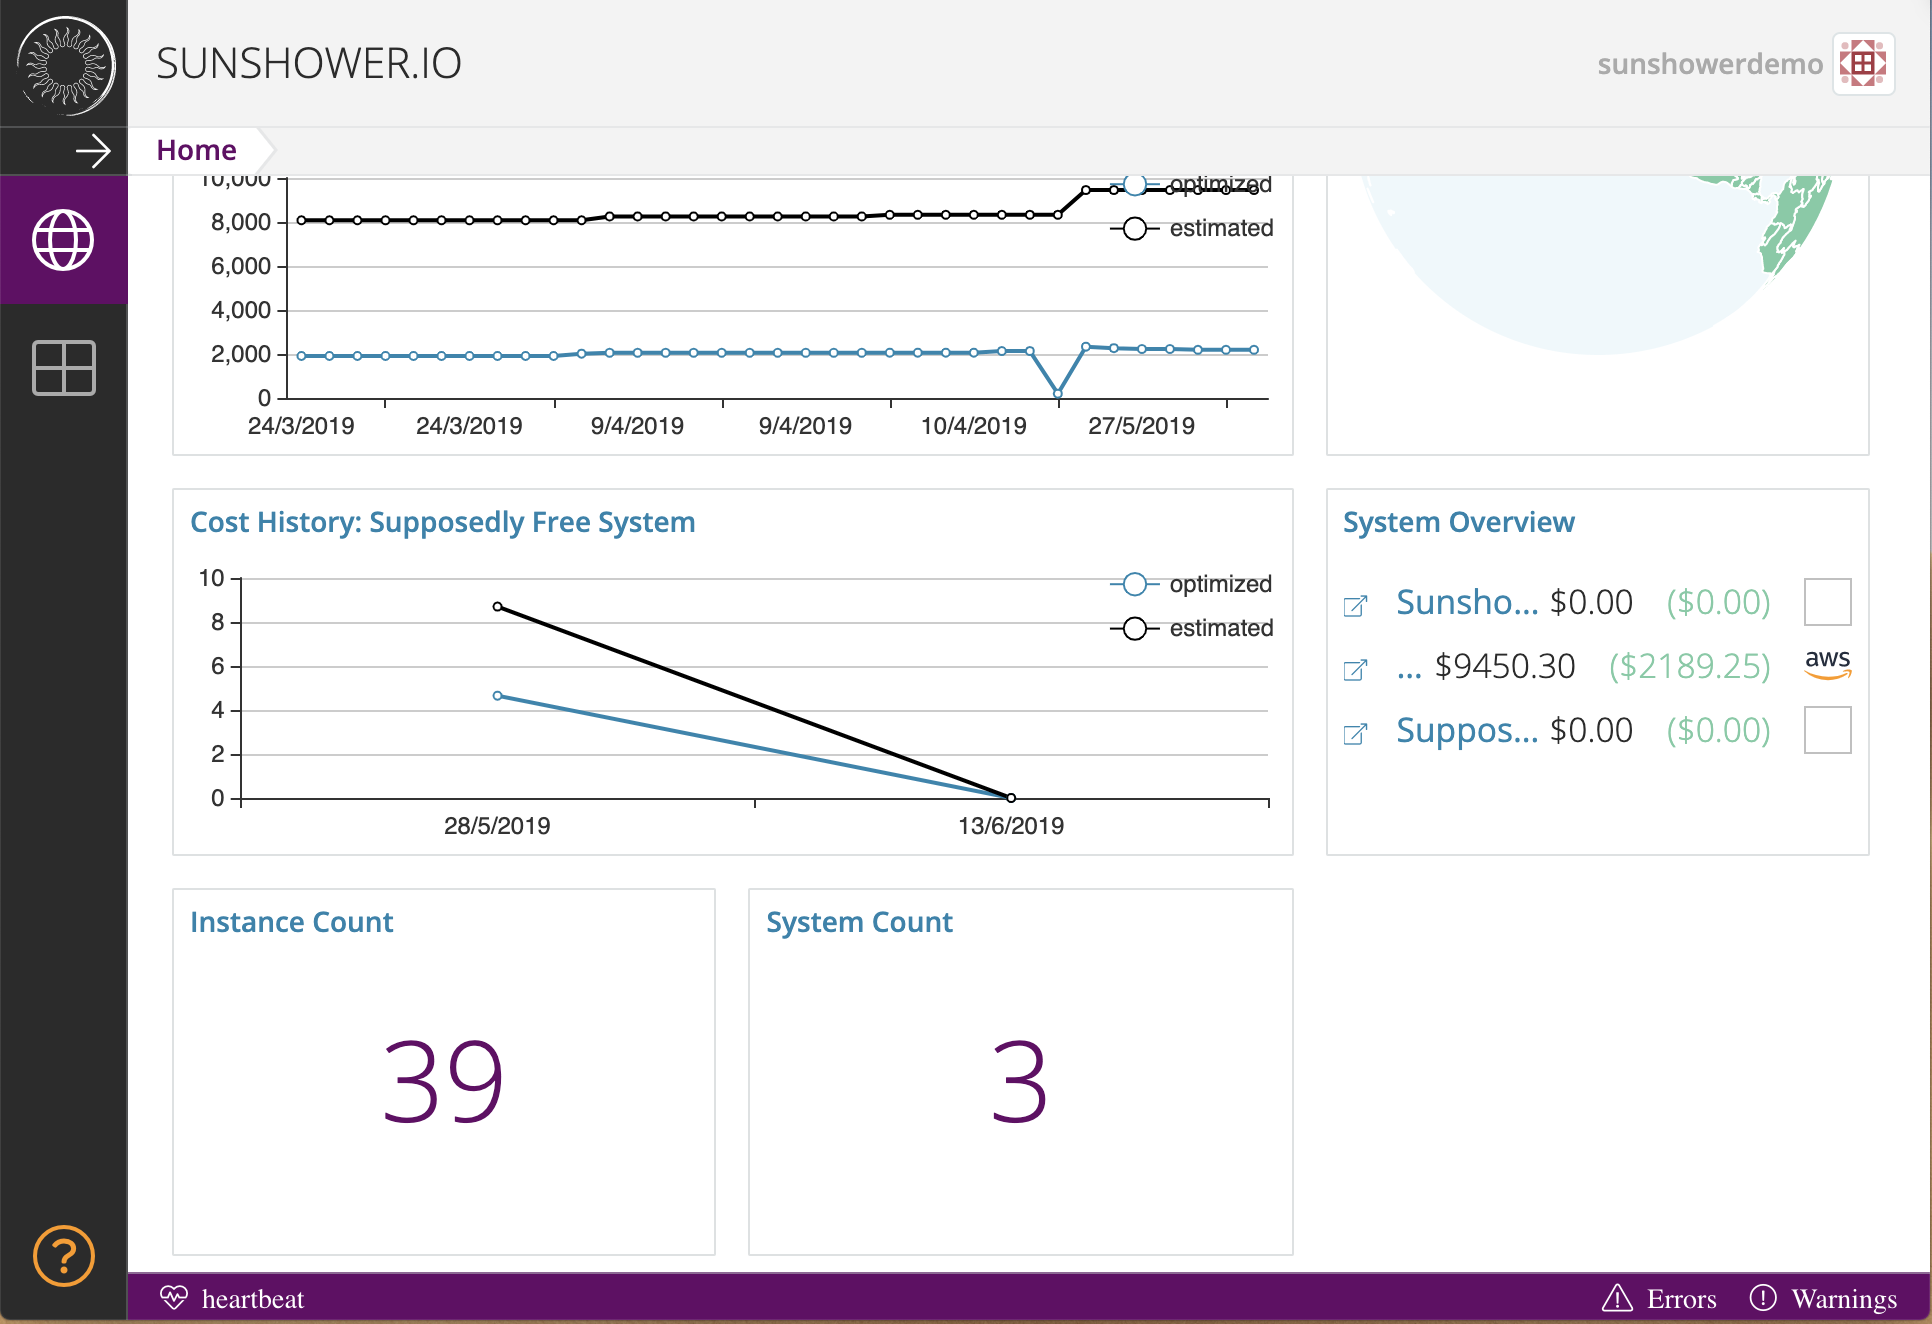 SUNSHOWER.IO
sunshowerdemo
Home
10,000
8,000
6,000
4,000
2,000
0
24/3/2019 24/3/2019 9/4/2019 9/4/2019 10/4/2019 27/5/2019
optimized
estimated
Cost History: Supposedly Free System
10
8
6
4
2
0
28/5/2019 13/6/2019
optimized
estimated
System Overview
Sunsho... $0.00 ($0.00)
... $9450.30 ($2189.25) aws
Suppos... $0.00 ($0.00)
Instance Count
39
System Count
3
?
heartbeat
Errors
Warnings